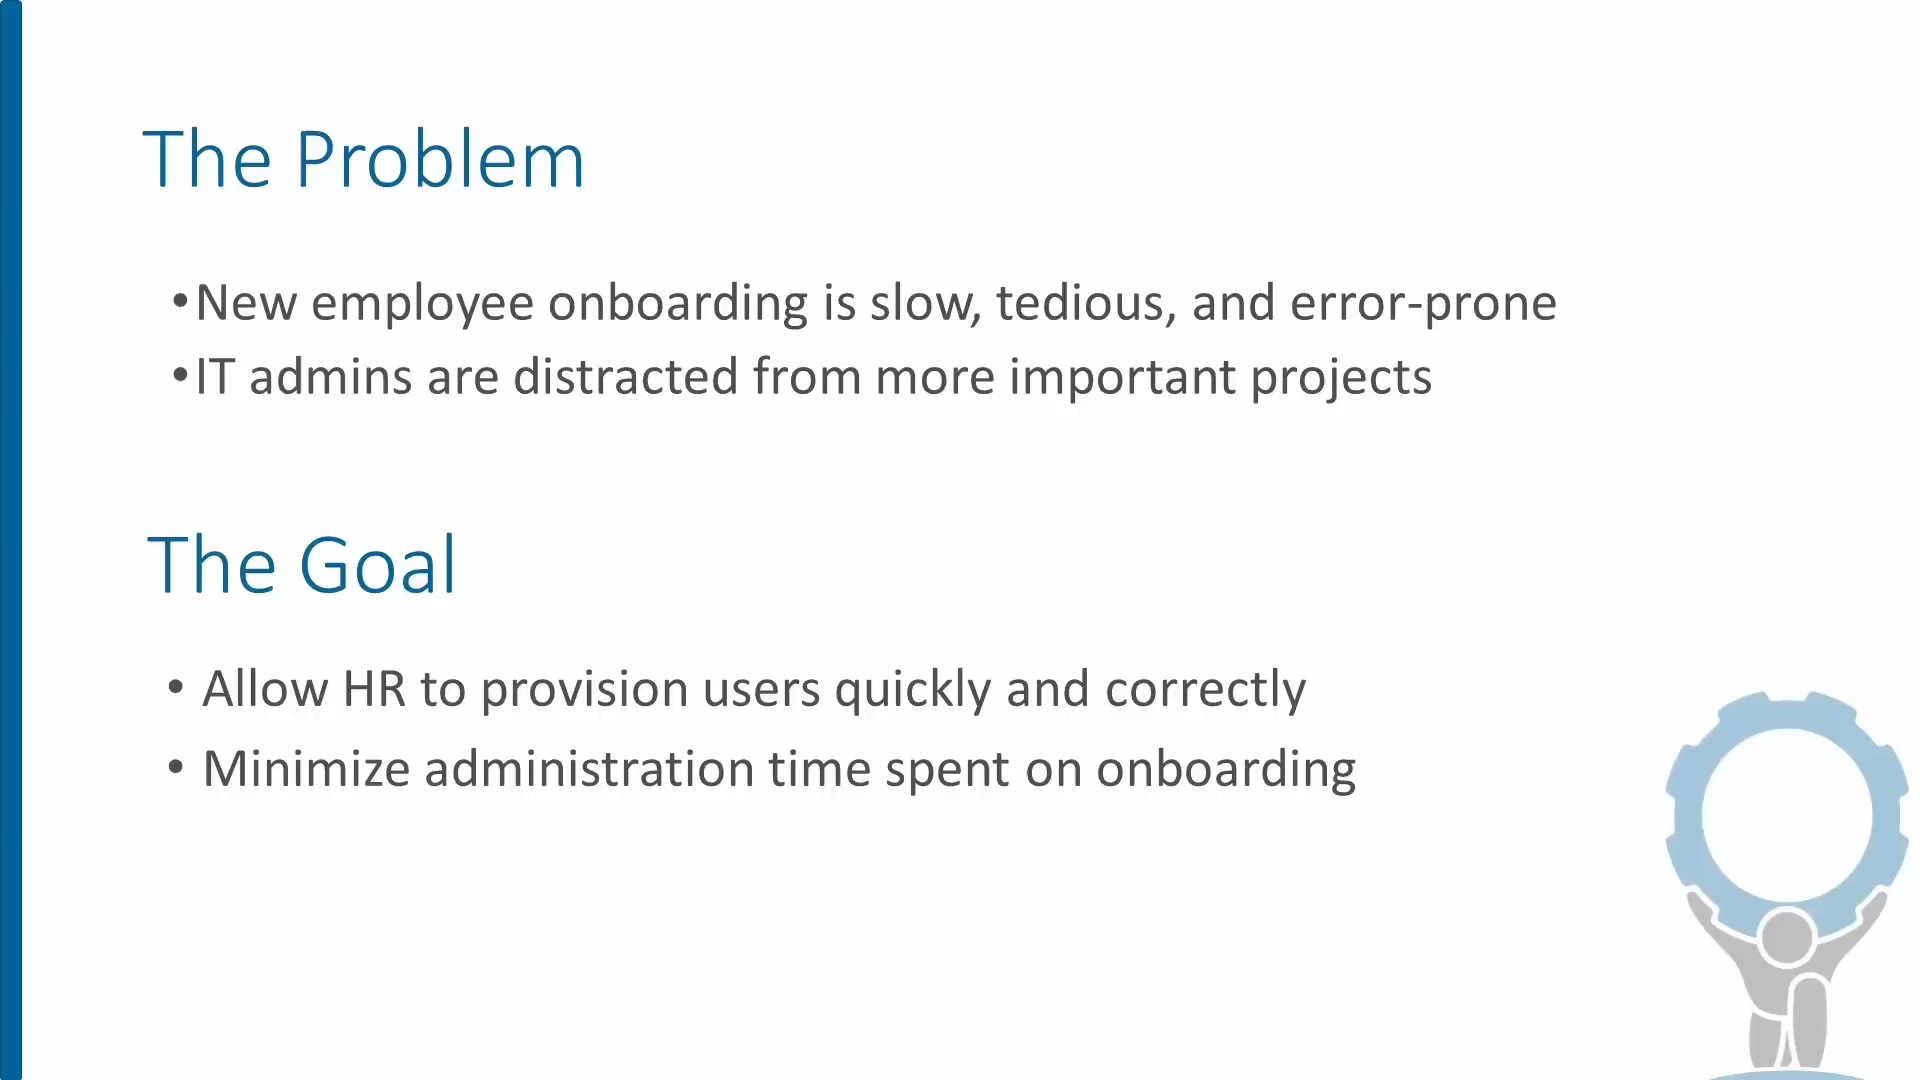 The Problem
•New employee onboarding is slow, tedious, and error-prone
•IT admins are distracted from more important projects
The Goal
• Allow HR to provision users quickly and correctly
• Minimize administration time spent on onboarding